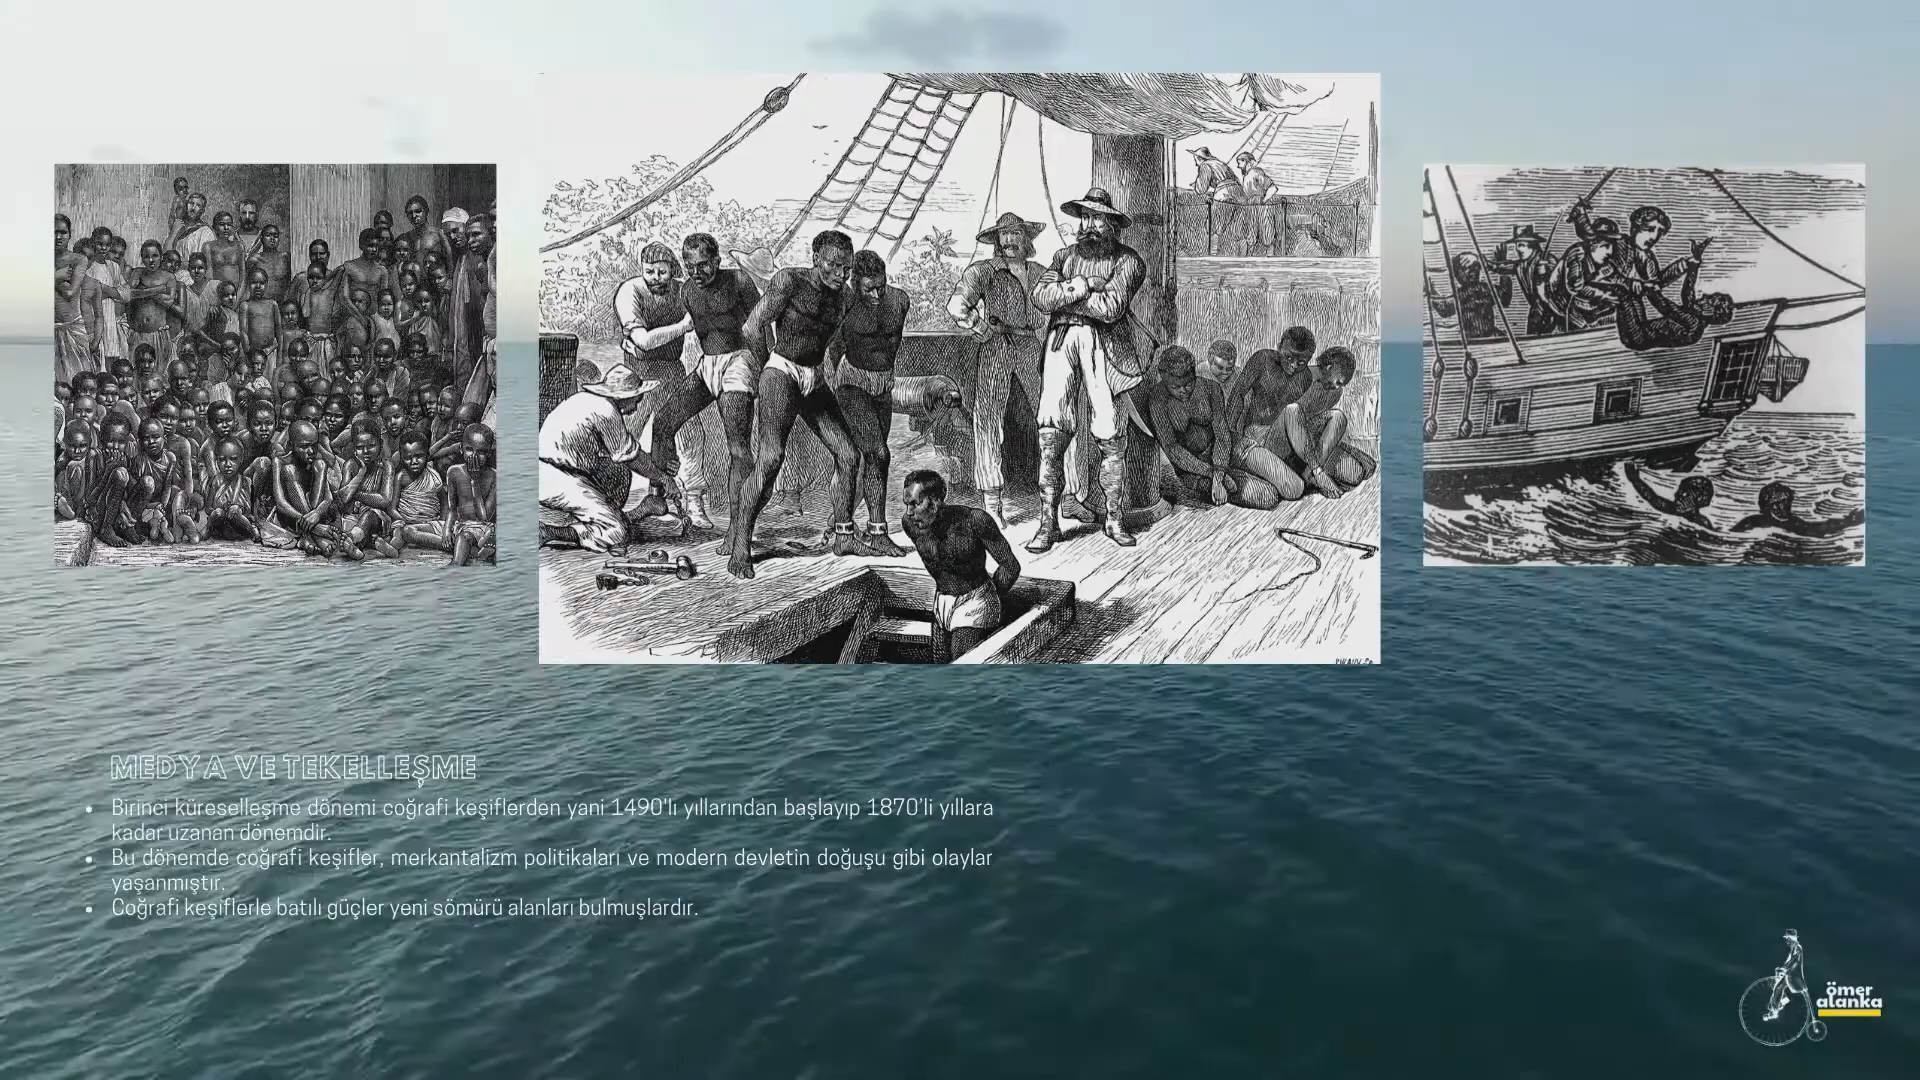 MEDYA VE TEKELLEŞME
• Birinci küreselleşme dönemi coğrafi keşiflerden yani 1490'lı yıllarından başlayıp 1870'li yıllara
kadar uzanan dönemdir.
• Bu dönemde coğrafi keşifler, merkantalizm politikaları ve modern devletin doğuşu gibi olaylar
yaşanmıştır.
• Coğrafi keşiflerle batılı güçler yeni sömürü alanları bulmuşlardır.
ömer
alanka